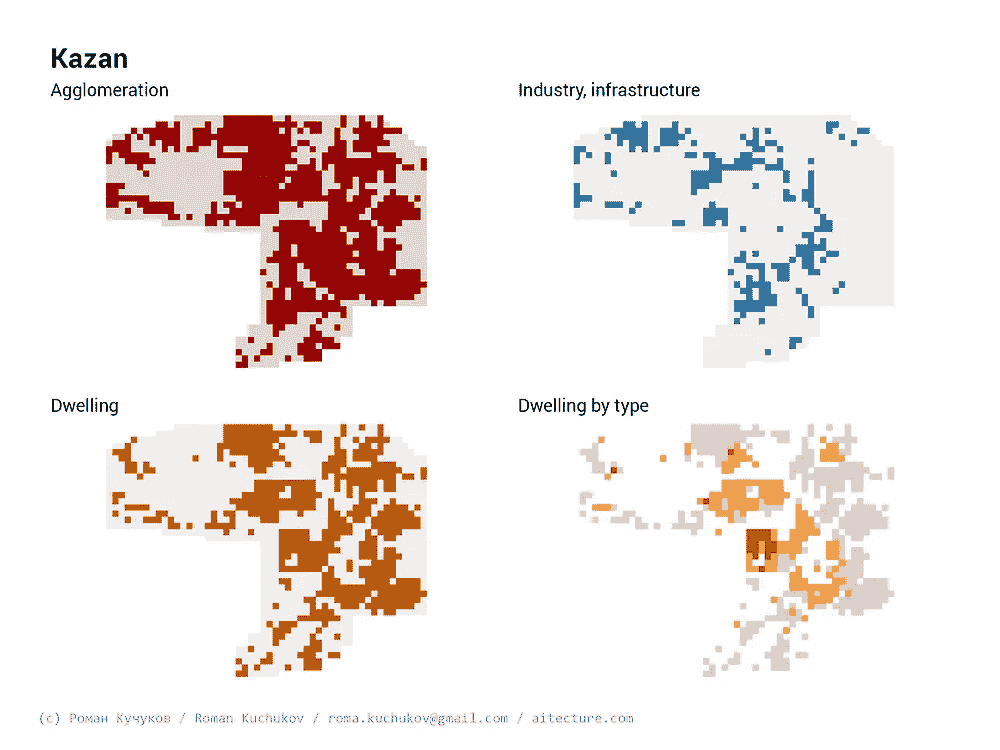 Kazan
Agglomeration
Industry, infrastructure
Dwelling
Dwelling by type
(c) Роман Кучуков / Roman Kuchukov / roma.kuchukov@gmail.com / aitecture.com